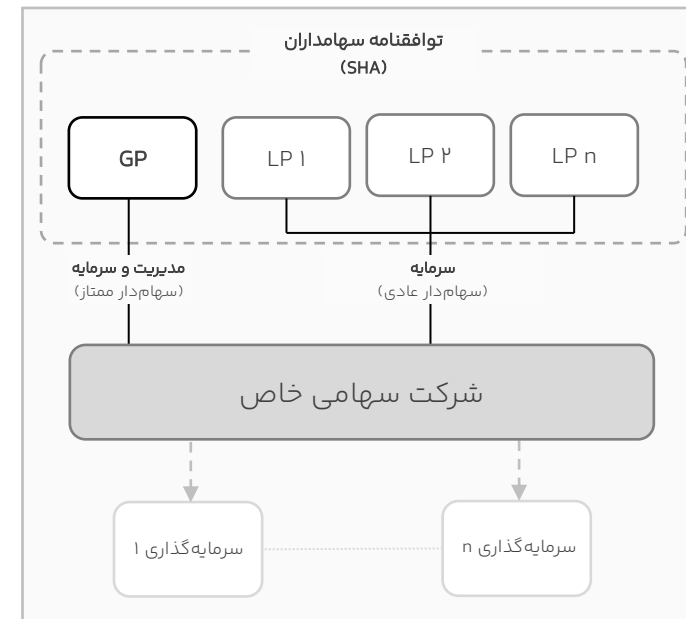 توافقنامه سهامداران
(SHA)
GP
LP ۱
LP ۲
LP n
مدیریت و سرمایه
(سهام‌دار ممتاز)
سرمایه
(سهام‌دار عادی)
شرکت سهامی خاص
سرمایه‌گذاری ۱
سرمایه‌گذاری n